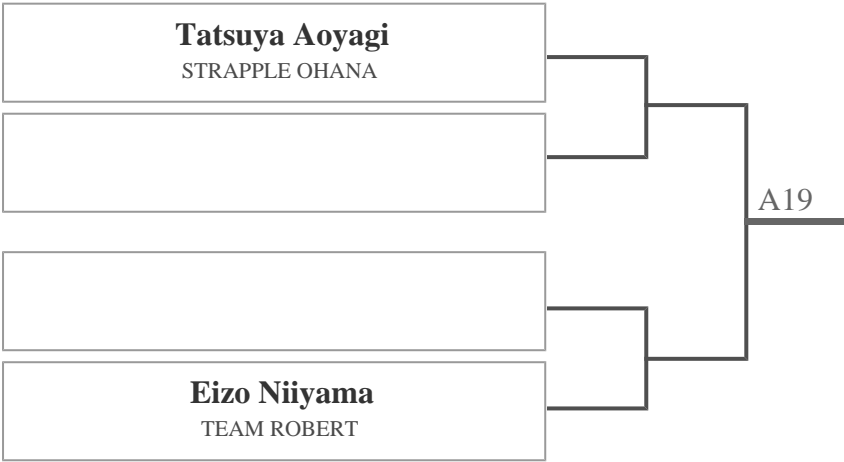 Tatsuya Aoyagi
STRAPPLE OHANA
A19
Eizo Niiyama
TEAM ROBERT